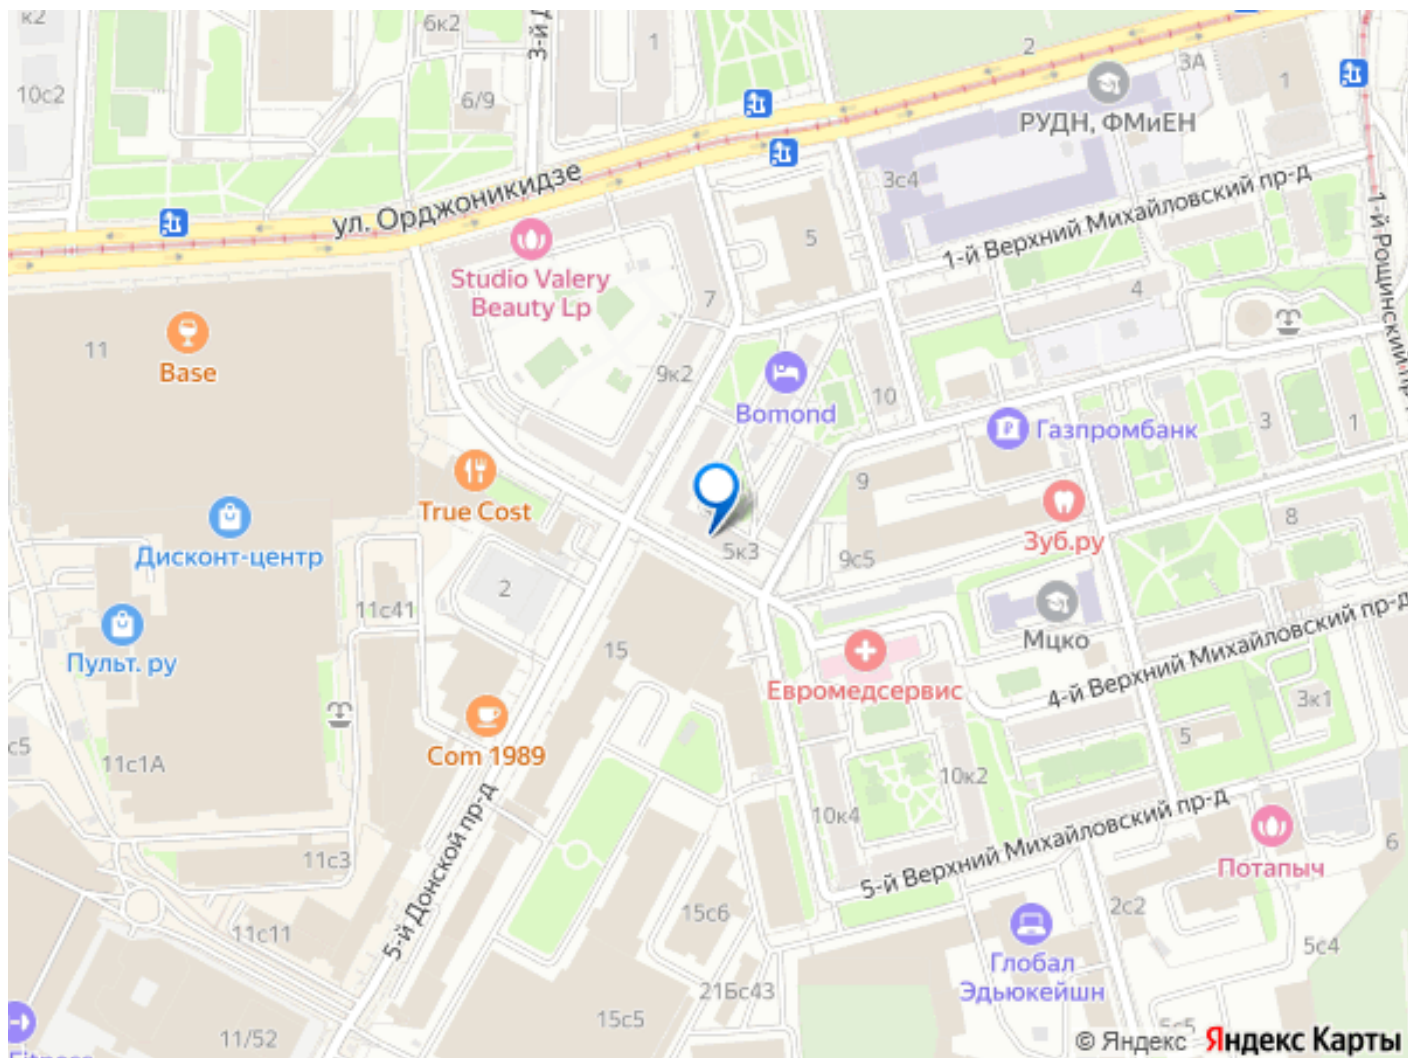 к2
6к2
3-й Д
1
2
3А
1
10с2
6/9
РУДН, ФМиЕН
3с4
ул. Орджоникидзе
1-й Верхний Михайловский пр-д
1-й Рощинский пр-
5
Studio Valery
Beauty Lp
7
4
11
Base
9к2
Bomond
10
Газпромбанк
3
1
True Cost
9
8
Дисконт-центр
5к3
9с5
Зуб.ру
2
11с41
Мцко
Пульт. ру
15
Евромедсервис
4-й Верхний Михайловский пр-д
3к1
с5
11с1А
Com 1989
5
10к2
10к4
5-й Верхний Михайловский пр-д
5-й Донской пр-д
Потапыч
6
11с3
15с6
2с2
11с11
5с4
Глобал
Эдьюкейшн
21Бс43
15с5
11/52
5с5
Fitness
© Яндекс Яндекс Карты